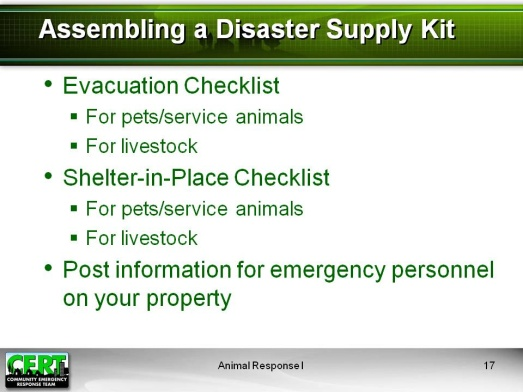 Assembling a Disaster Supply Kit
• Evacuation Checklist
▪ For pets/service animals
▪ For livestock
• Shelter-in-Place Checklist
▪ For pets/service animals
▪ For livestock
• Post information for emergency personnel
on your property
CERT
COMMUNITY EMERGENCY
RESPONSE TEAM
Animal Response I
17